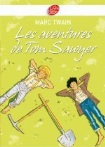 MARC TWAIN
Les aventures
de Tom Sawyer